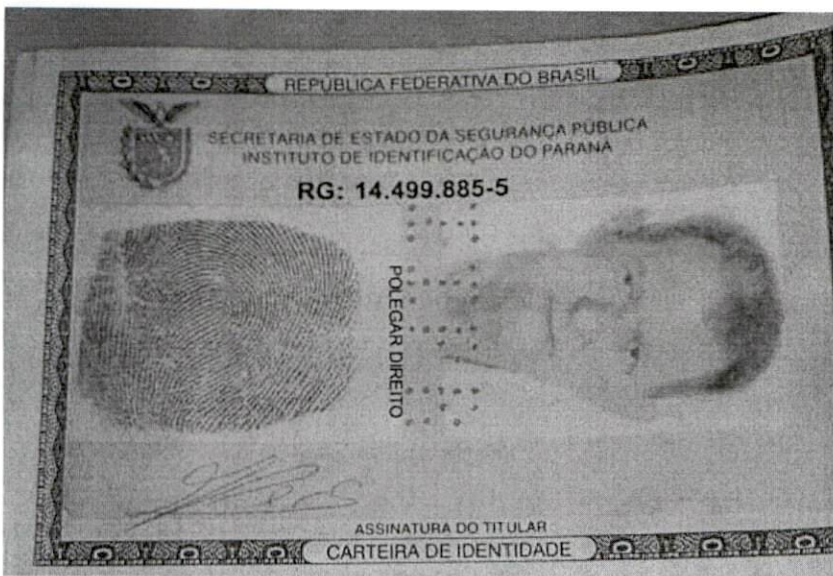 REPÚBLICA FEDERATIVA DO BRASIL
SECRETARIA DE ESTADO DA SEGURANÇA PÚBLICA
INSTITUTO DE IDENTIFICAÇÃO DO PARANÁ
RG: 14.499.885-5
POLEGAR DIREITO
ASSINATURA DO TITULAR
CARTEIRA DE IDENTIDADE